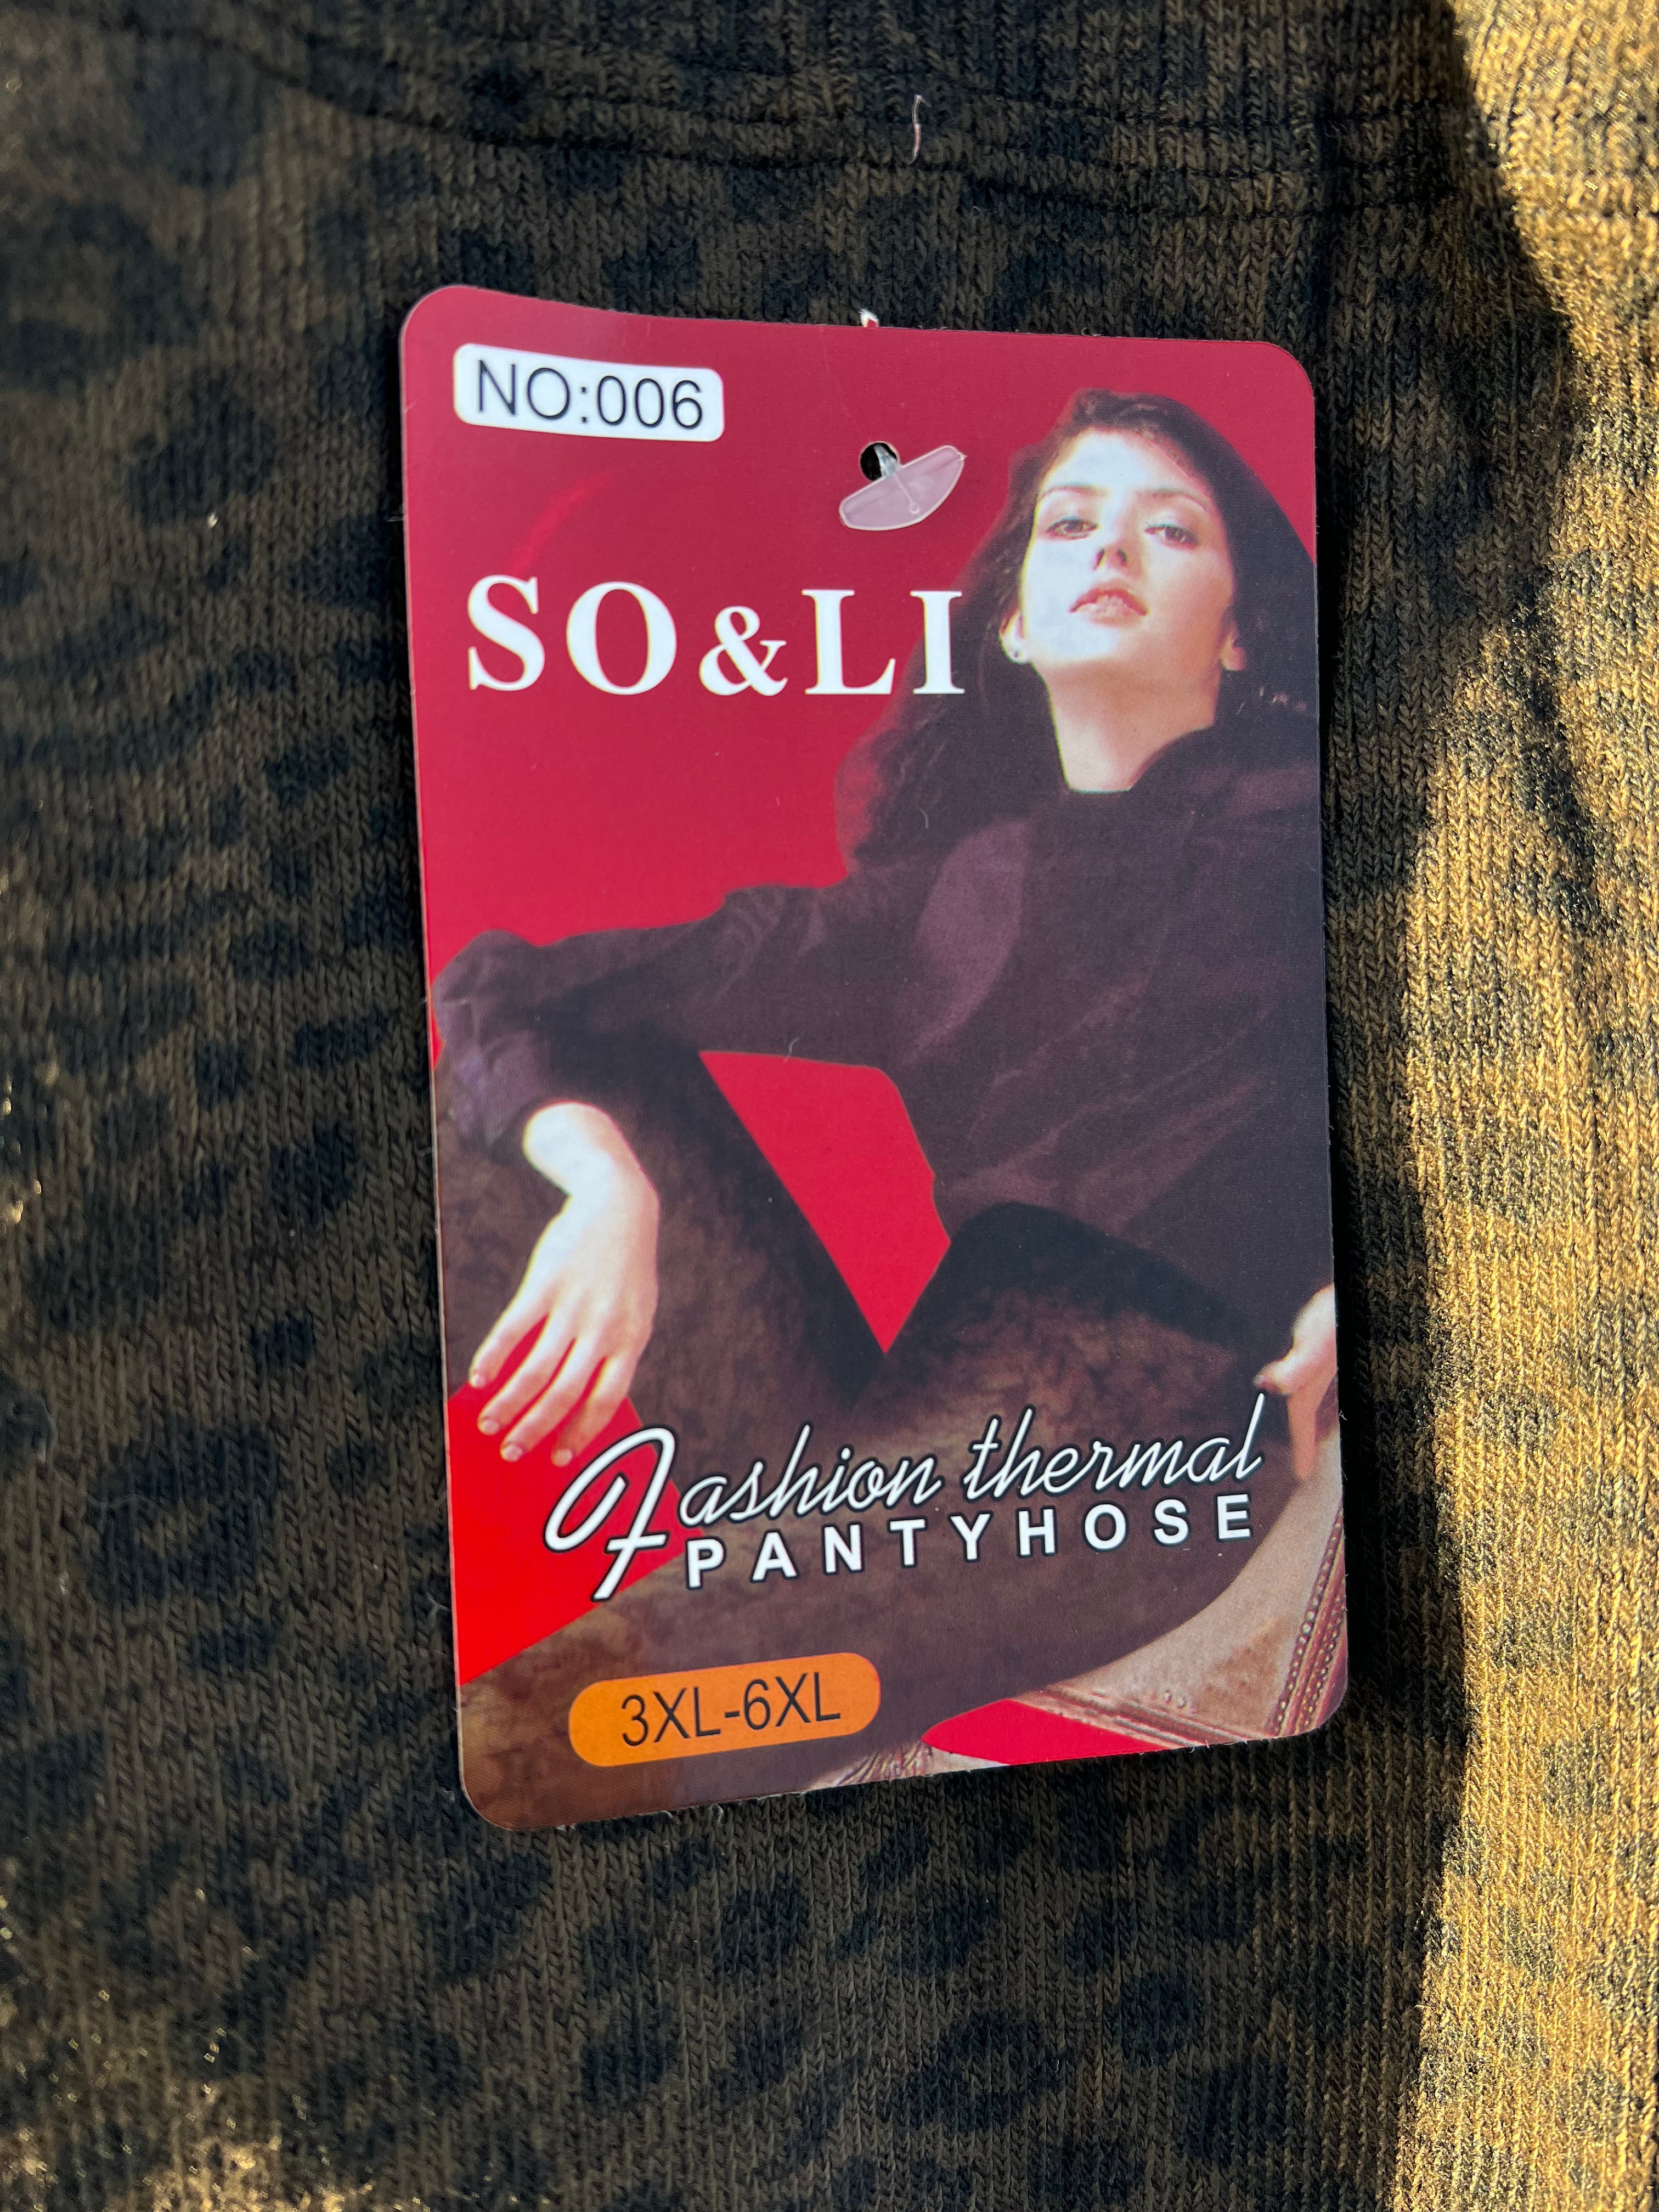 NO:006
SO&LI
Fashion thermal
PANTYHOSE
3XL-6XL